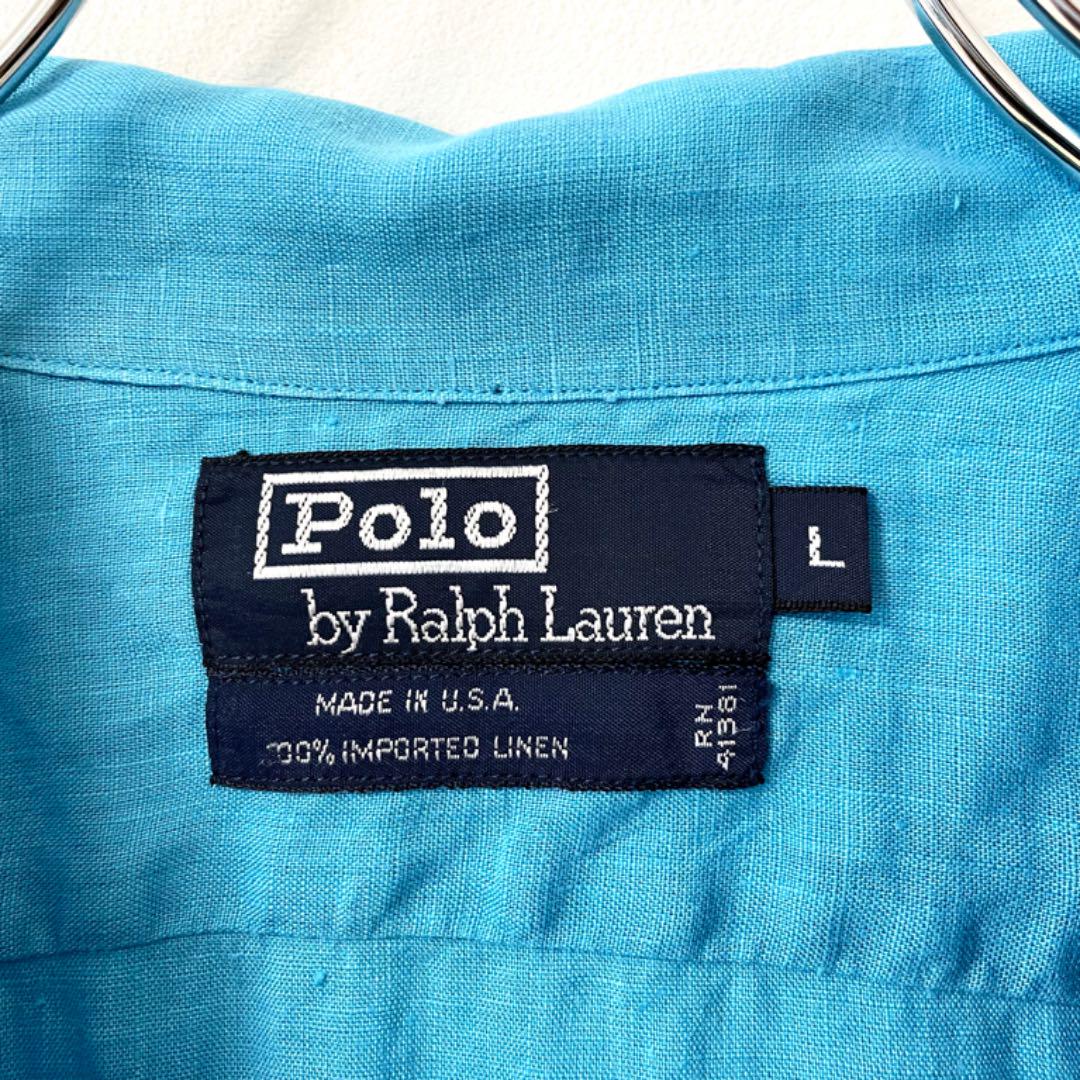 Polo
by Ralph Lauren
L
MADE IN U.S.A.
100% IMPORTED LINEN
RN
41381